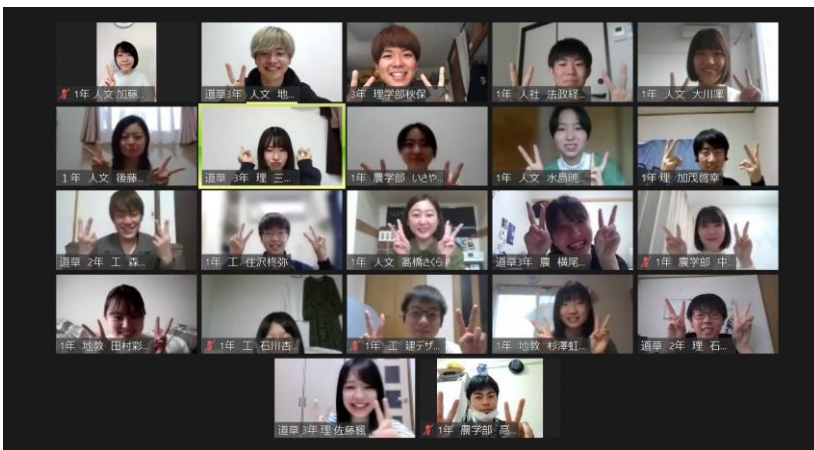 1年 人文 加藤...
道草3年 人文 地...
3年 理学部秋保
1年 人社 法政経...
1年 人文 大川凜
1年 人文 後藤...
道草 3年 理 三...
1年 農学部 いさや...
1年 人文 水島暁
1年 理 加茂啓幸
道草 2年 工 森...
1年 工 住沢柊弥
1年 人文 高橋さくら
道草3年 農 横尾...
1年 農学部 中
1年 地教 田村彩...
1年 工 石川杏...
1年 工 建デザ...
1年 地教 杉澤虹...
道草 2年 理 石...
道草 3年 理 佐藤楓
1年 農学部 高...